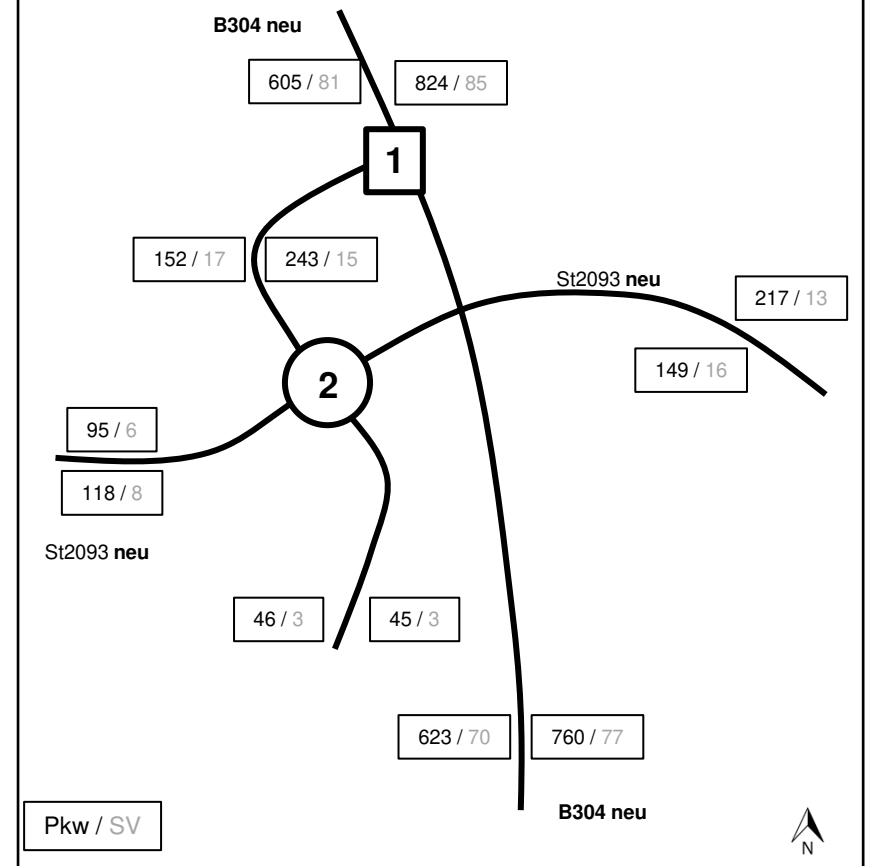 B304 neu
605 / 81
824 / 85
1
152 / 17
243 / 15
St2093 neu
217 / 13
149 / 16
2
95 / 6
118 / 8
St2093 neu
46 / 3
45 / 3
623 / 70
760 / 77
B304 neu
Pkw / SV
N